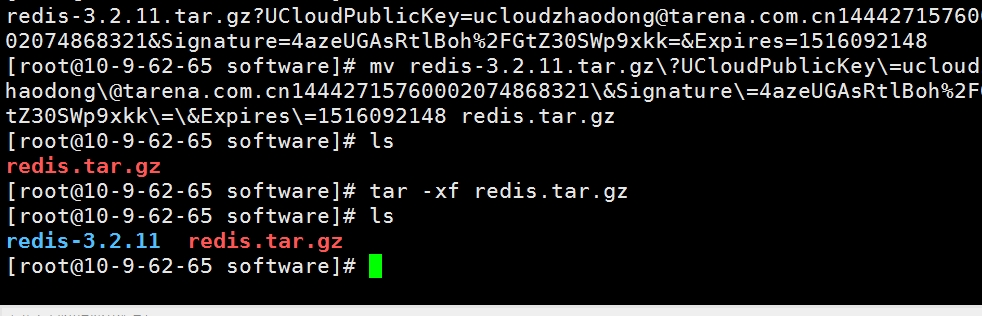 redis-3.2.11.tar.gz?UCloudPublicKey=ucloudzhaodong@tarena.com.cn144427157600
02074868321&Signature=4azeUGAsRtlBoh%2FGtZ30SWp9xkk=&Expires=1516092148
[root@10-9-62-65 software]# mv redis-3.2.11.tar.gz\?UCloudPublicKey\=ucloud
haodong\@tarena.com.cn14442715760002074868321\&Signature\=4azeUGAsRtlBoh%2F
tZ30SWp9xkk\=\&Expires\=1516092148 redis.tar.gz
[root@10-9-62-65 software]# ls
redis.tar.gz
[root@10-9-62-65 software]# tar -xf redis.tar.gz
[root@10-9-62-65 software]# ls
redis-3.2.11  redis.tar.gz
[root@10-9-62-65 software]#